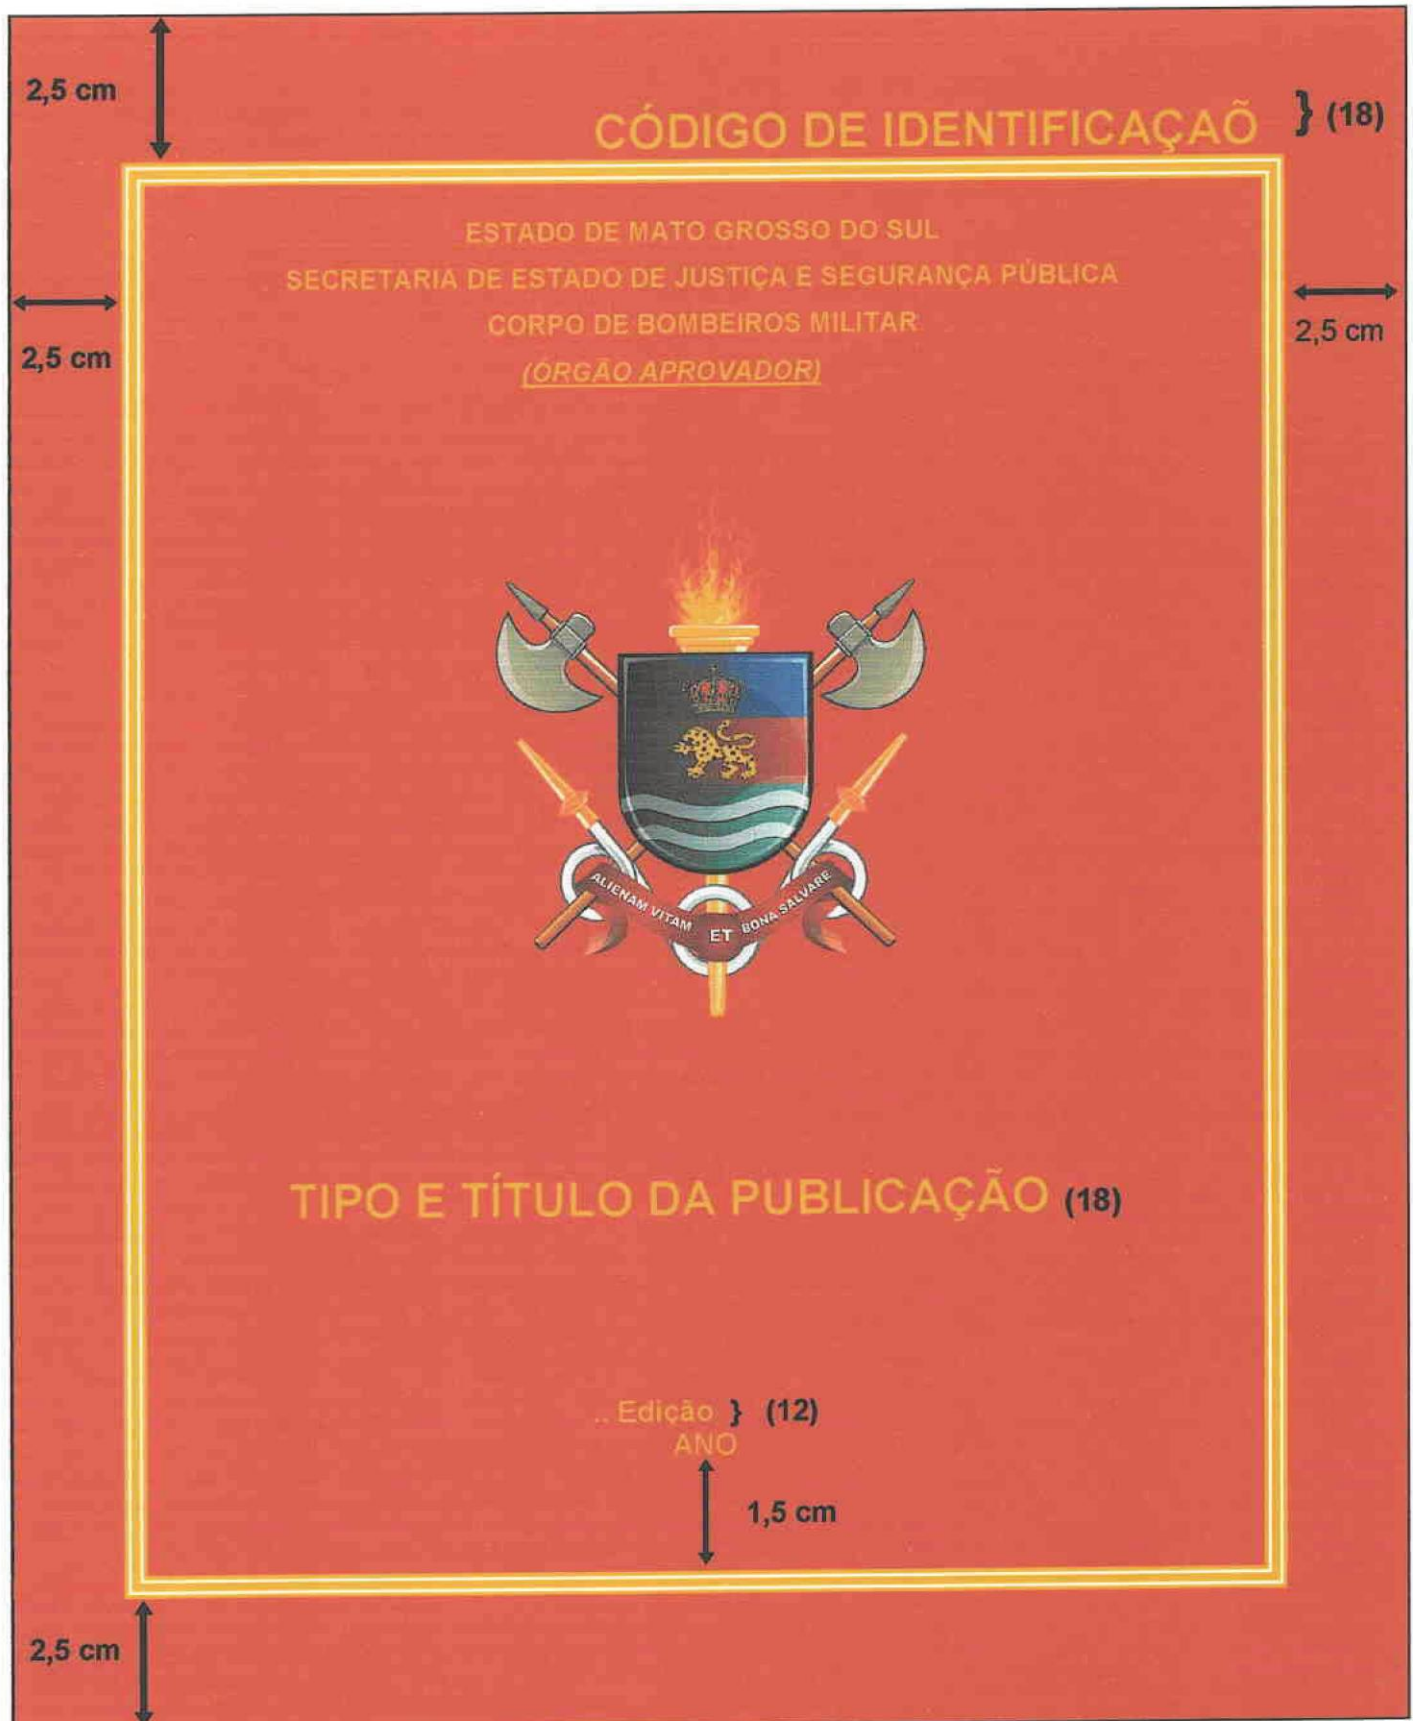 2,5 cm
CÓDIGO DE IDENTIFICAÇAÕ } (18)
ESTADO DE MATO GROSSO DO SUL
SECRETARIA DE ESTADO DE JUSTIÇA E SEGURANÇA PÚBLICA
CORPO DE BOMBEIROS MILITAR
(ÓRGÃO APROVADOR)
2,5 cm
2,5 cm
ALIENAM VITAM ET BONA SALVARE
TIPO E TÍTULO DA PUBLICAÇÃO (18)
.. Edição } (12)
ANO
1,5 cm
2,5 cm